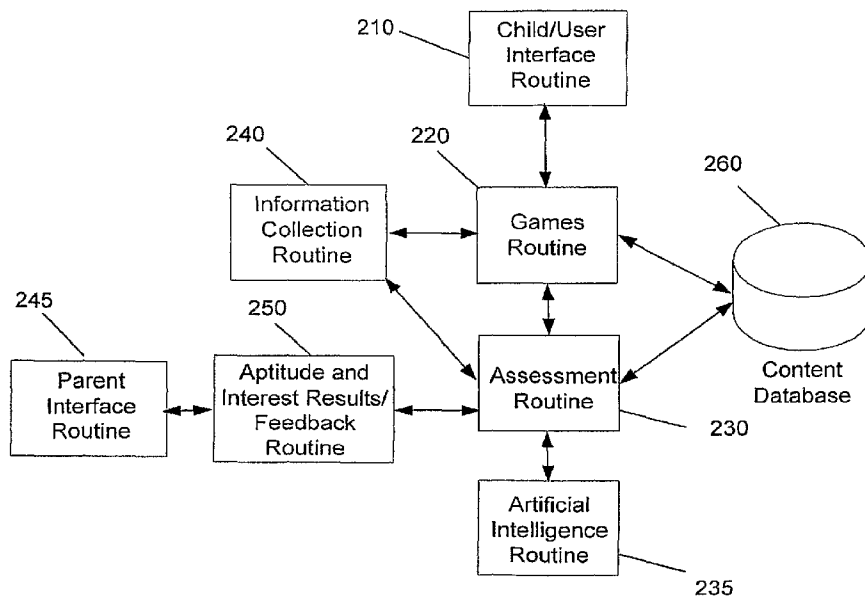 210
Child/User
Interface
Routine
240
220
260
Information
Collection
Routine
Games
Routine
245
250
Parent
Interface
Routine
Aptitude and
Interest Results/
Feedback
Routine
Assessment
Routine
Content
Database
230
Artificial
Intelligence
Routine
235